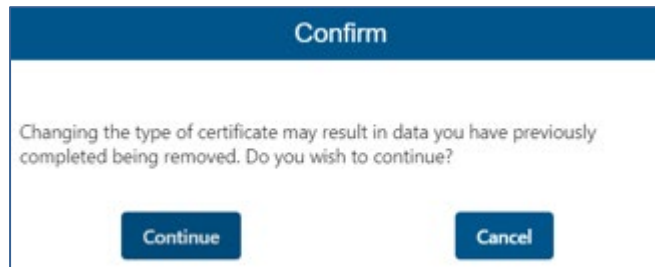 Confirm
Changing the type of certificate may result in data you have previously
completed being removed. Do you wish to continue?
Continue
Cancel